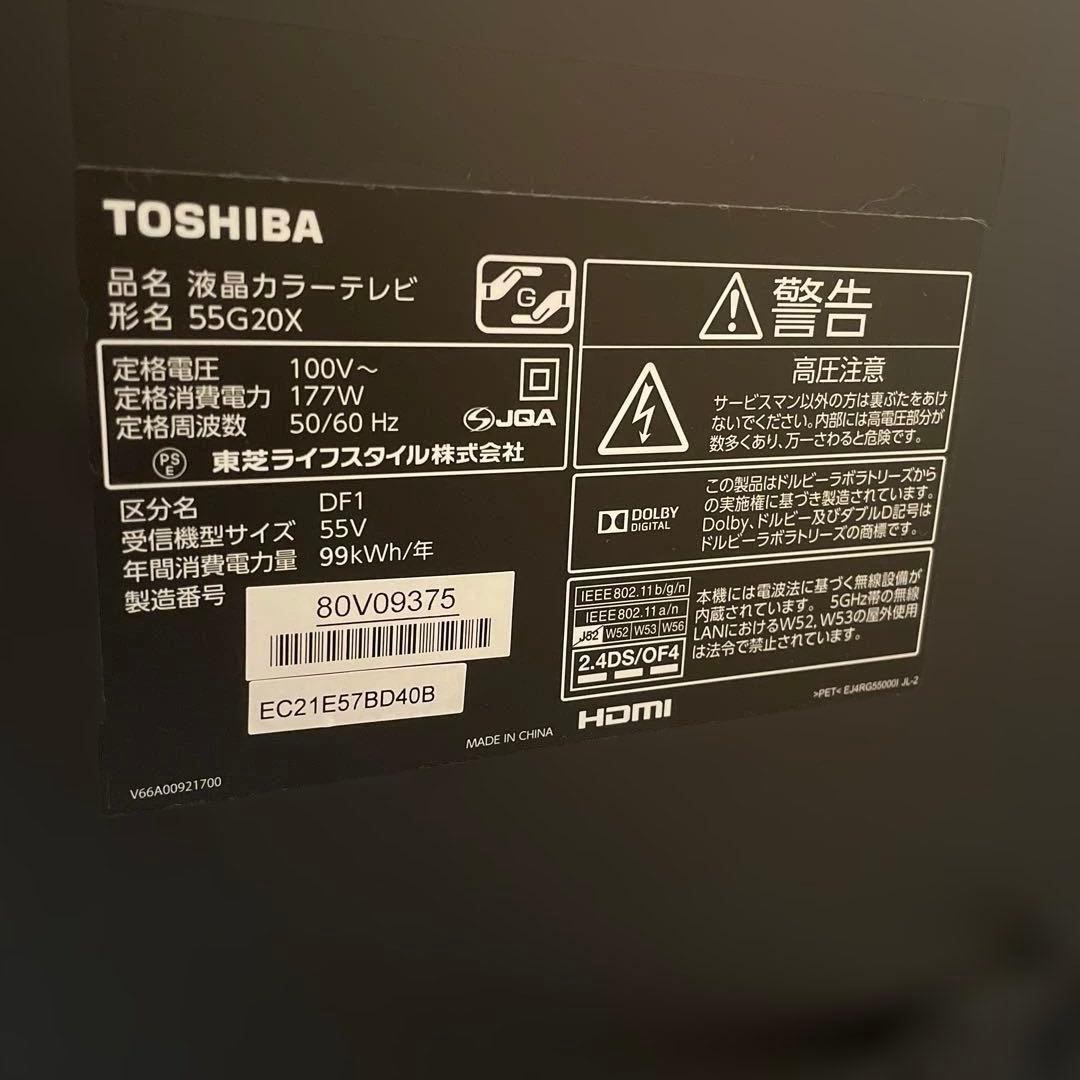 TOSHIBA
品名 液晶カラーテレビ
形名 55G20X
G
定格電圧 100V～
定格消費電力 177W
定格周波数 50/60 Hz
JQA
PS
E
東芝ライフスタイル株式会社
区分名 DF1
受信機型サイズ 55V
年間消費電力量 99kWh/年
製造番号 80V09375
EC21E57BD40B
V66A00921700
MADE IN CHINA
警告
高圧注意
サービスマン以外の方は裏ぶたをあけ
ないでください。内部には高電圧部分が
数多くあり、万一さわると危険です。
DOLBY
DIGITAL
この製品はドルビーラボラトリーズから
の実施権に基づき製造されています。
Dolby、ドルビー及びダブルD記号は
ドルビーラボラトリーズの商標です。
IEEE802.11b/g/n
IEEE802.11a/n
J52 W52 W53 W56
2.4DS/OF4
本機には電波法に基づく無線設備が
内蔵されています。 5GHz帯の無線
LANにおけるW52, W53の屋外使用
は法令で禁止されています。
HDMI
>PET< EJ4RG55000I JL-2